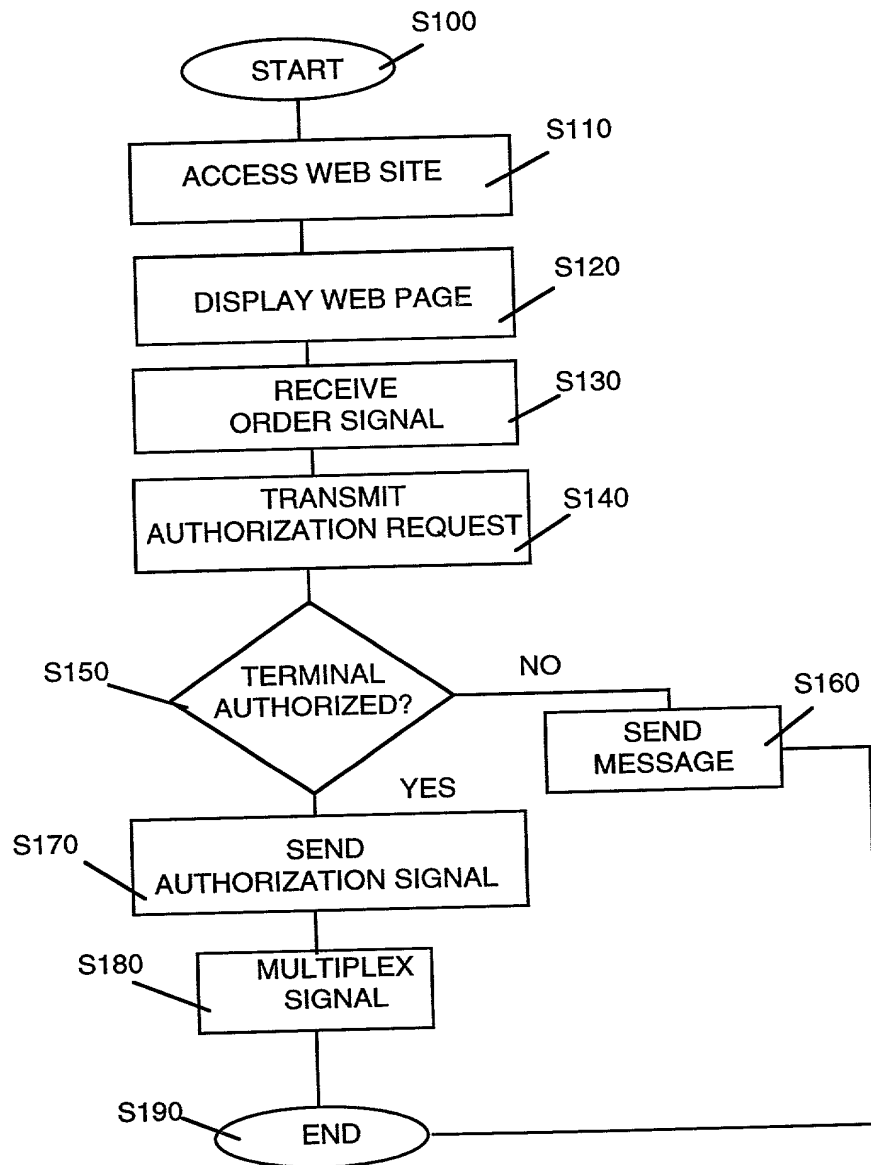 S100
START
S110
ACCESS WEB SITE
S120
DISPLAY WEB PAGE
S130
RECEIVE
ORDER SIGNAL
S140
TRANSMIT
AUTHORIZATION REQUEST
S150
TERMINAL
AUTHORIZED?
NO
S160
SEND
MESSAGE
YES
S170
SEND
AUTHORIZATION SIGNAL
S180
MULTIPLEX
SIGNAL
S190
END